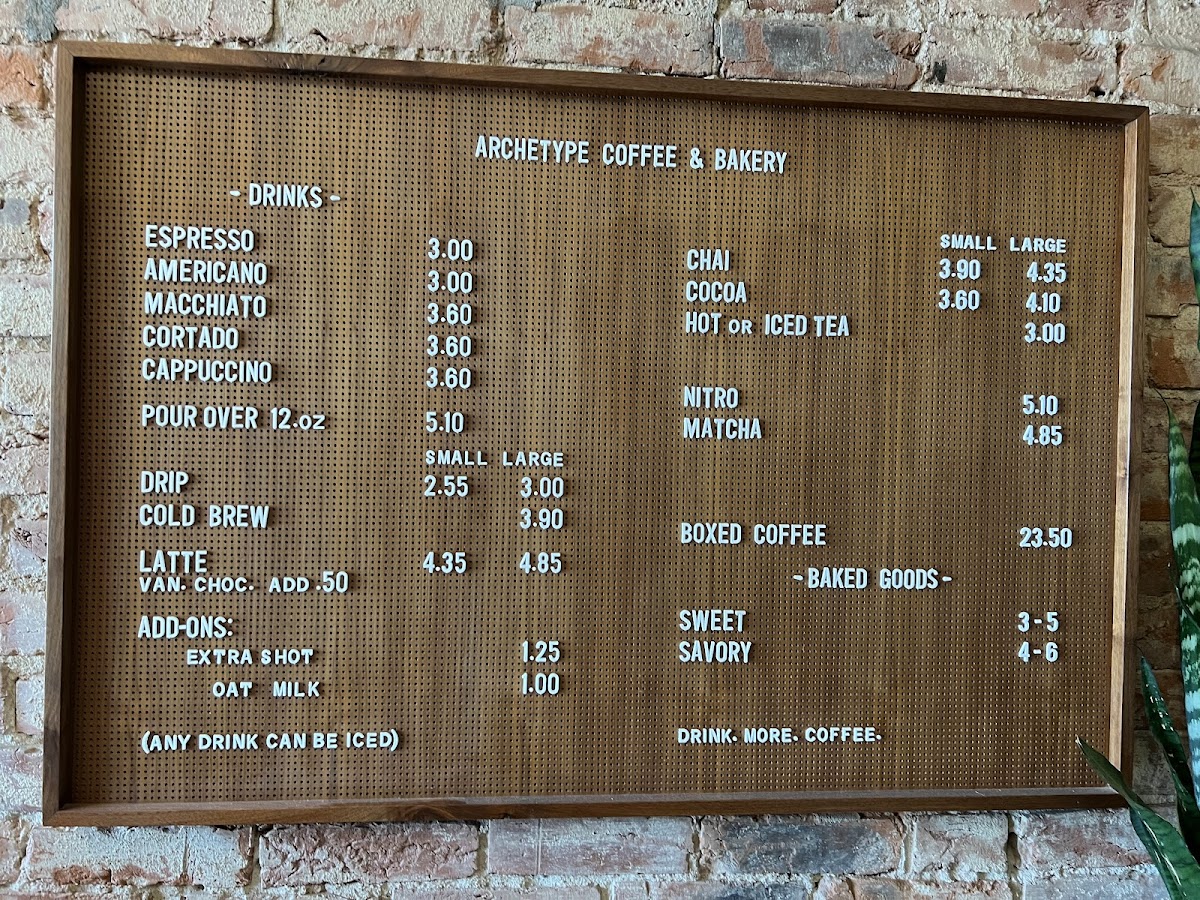 ARCHETYPE COFFEE & BAKERY
- DRINKS -
ESPRESSO 3.00
AMERICANO 3.00
MACCHIATO 3.60
CORTADO 3.60
CAPPUCCINO 3.60
POUR OVER 12.oz 5.10
SMALL LARGE
DRIP 2.55 3.00
COLD BREW 3.90
LATTE 4.35 4.85
VAN. CHOC. ADD .50
ADD-ONS:
EXTRA SHOT 1.25
OAT MILK 1.00
(ANY DRINK CAN BE ICED)
SMALL LARGE
CHAI 3.90 4.35
COCOA 3.60 4.10
HOT OR ICED TEA 3.00
NITRO 5.10
MATCHA 4.85
BOXED COFFEE 23.50
- BAKED GOODS -
SWEET 3-5
SAVORY 4-6
DRINK. MORE. COFFEE.